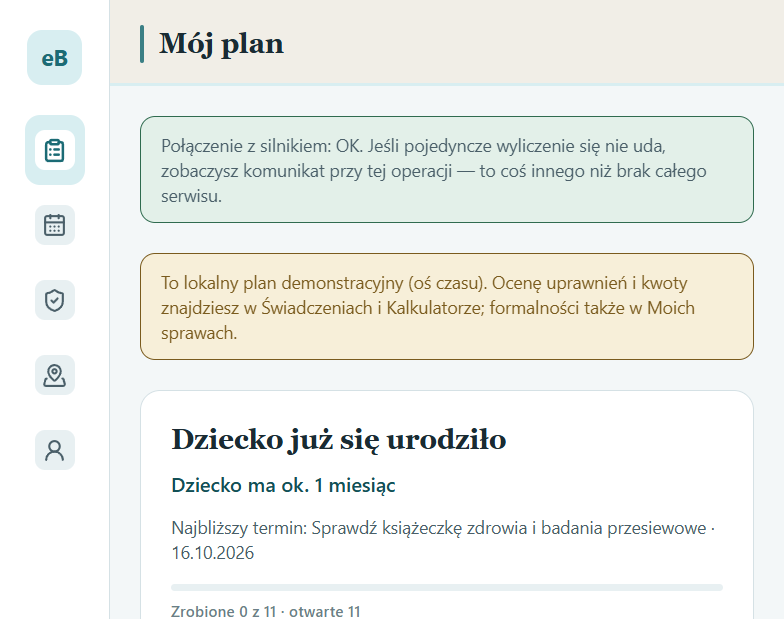 eB
Mój plan
Połączenie z silnikiem: OK. Jeśli pojedyncze wyliczenie się nie uda,
zobaczysz komunikat przy tej operacji — to coś innego niż brak całego
serwisu.
To lokalny plan demonstracyjny (oś czasu). Ocenę uprawnień i kwoty
znajdziesz w Świadczeniach i Kalkulatorze; formalności także w Moich
sprawach.
Dziecko już się urodziło
Dziecko ma ok. 1 miesiąc
Najbliższy termin: Sprawdź książeczkę zdrowia i badania przesiewowe ·
16.10.2026
Zrobione 0 z 11 · otwarte 11